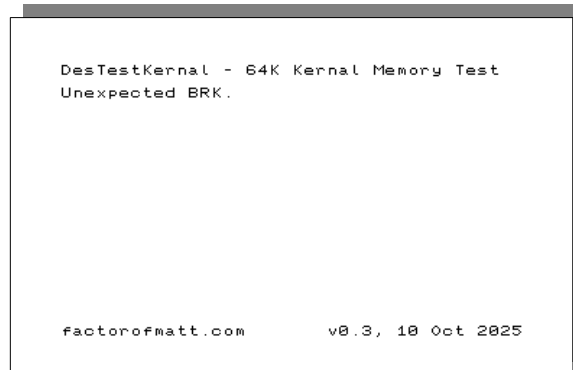 DesTestKernal - 64K Kernal Memory Test
Unexpected BRK.
factorofmatt.com v0.3, 10 Oct 2025